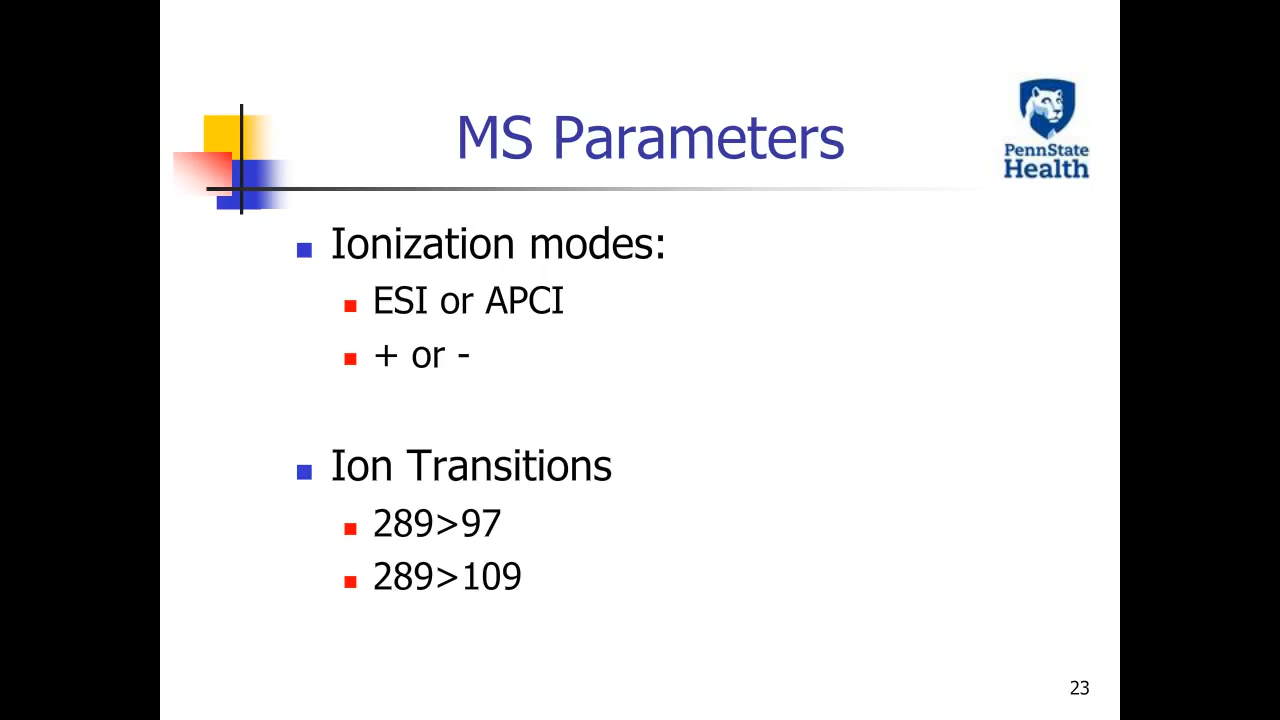 MS Parameters
PennState
Health
Ionization modes:
ESI or APCI
+ or -
Ion Transitions
289>97
289>109
23